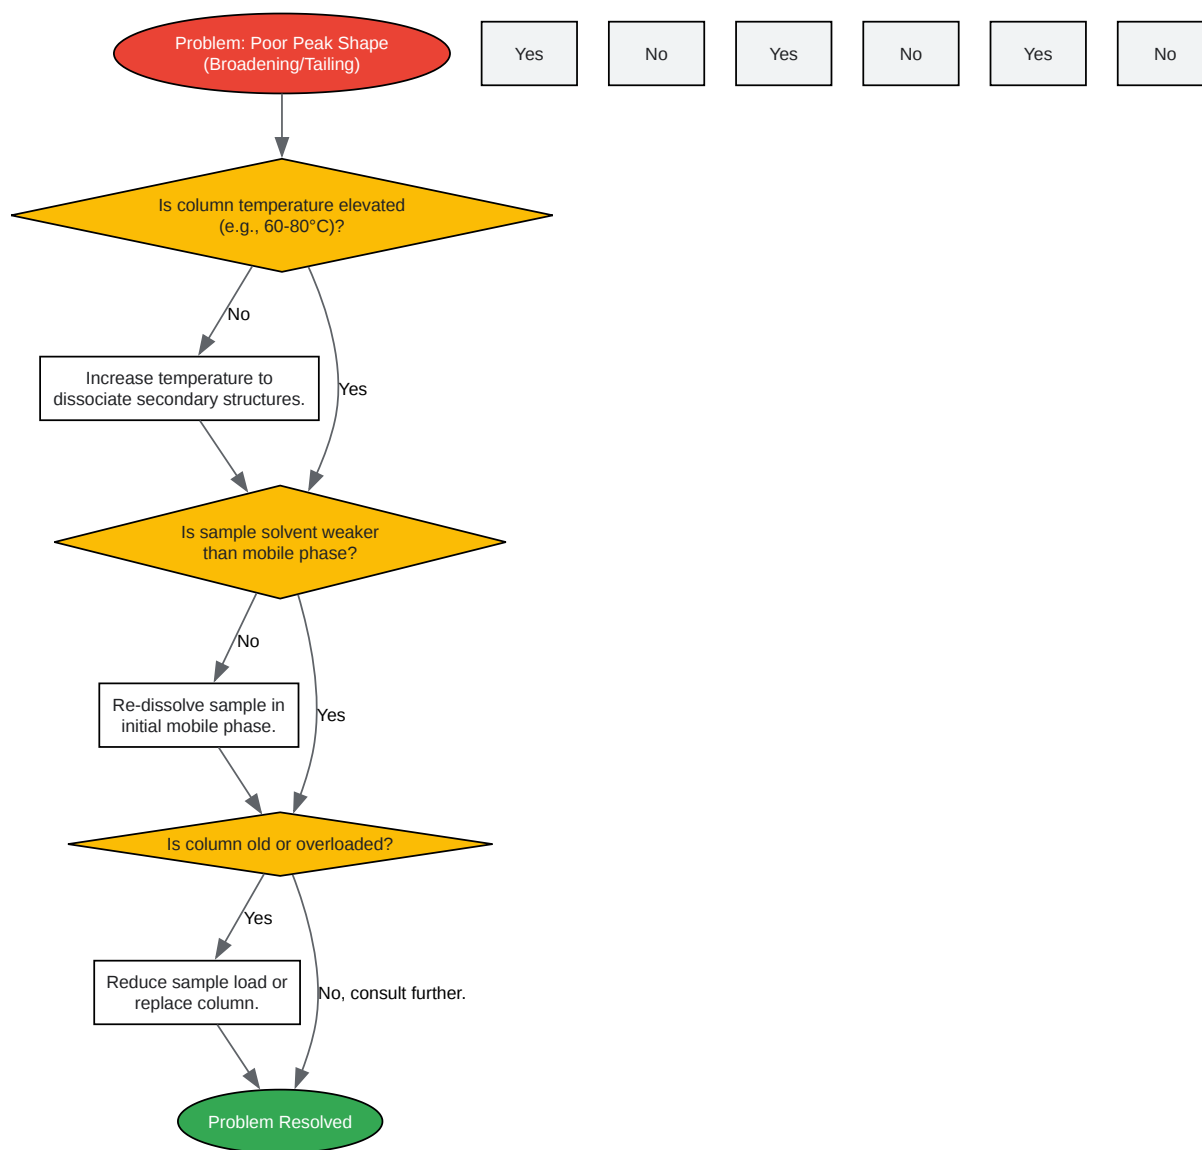 Problem: Poor Peak Shape
(Broadening/Tailing)
Yes
No
Yes
No
Yes
No
Is column temperature elevated
(e.g., 60-80°C)?
No
Increase temperature to
dissociate secondary structures.
Yes
Is sample solvent weaker
than mobile phase?
No
Re-dissolve sample in
initial mobile phase.
Yes
Is column old or overloaded?
Yes
Reduce sample load or
replace column.
No, consult further.
Problem Resolved